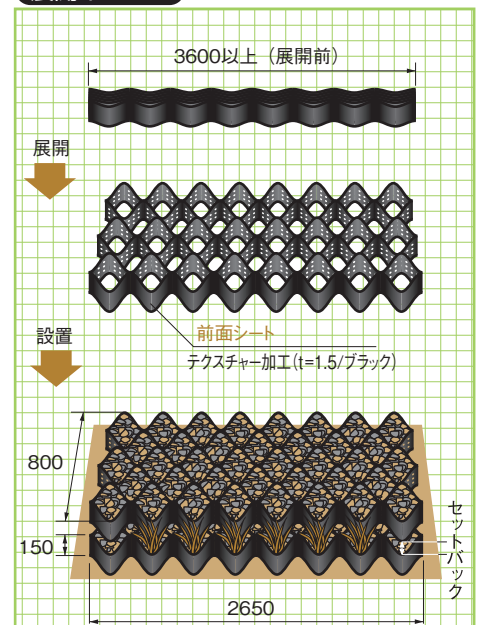 3600以上（展開前）
展開
前面シート
テクスチャー加工(t=1.5/ブラック)
設置
800
150
セットバック
2650